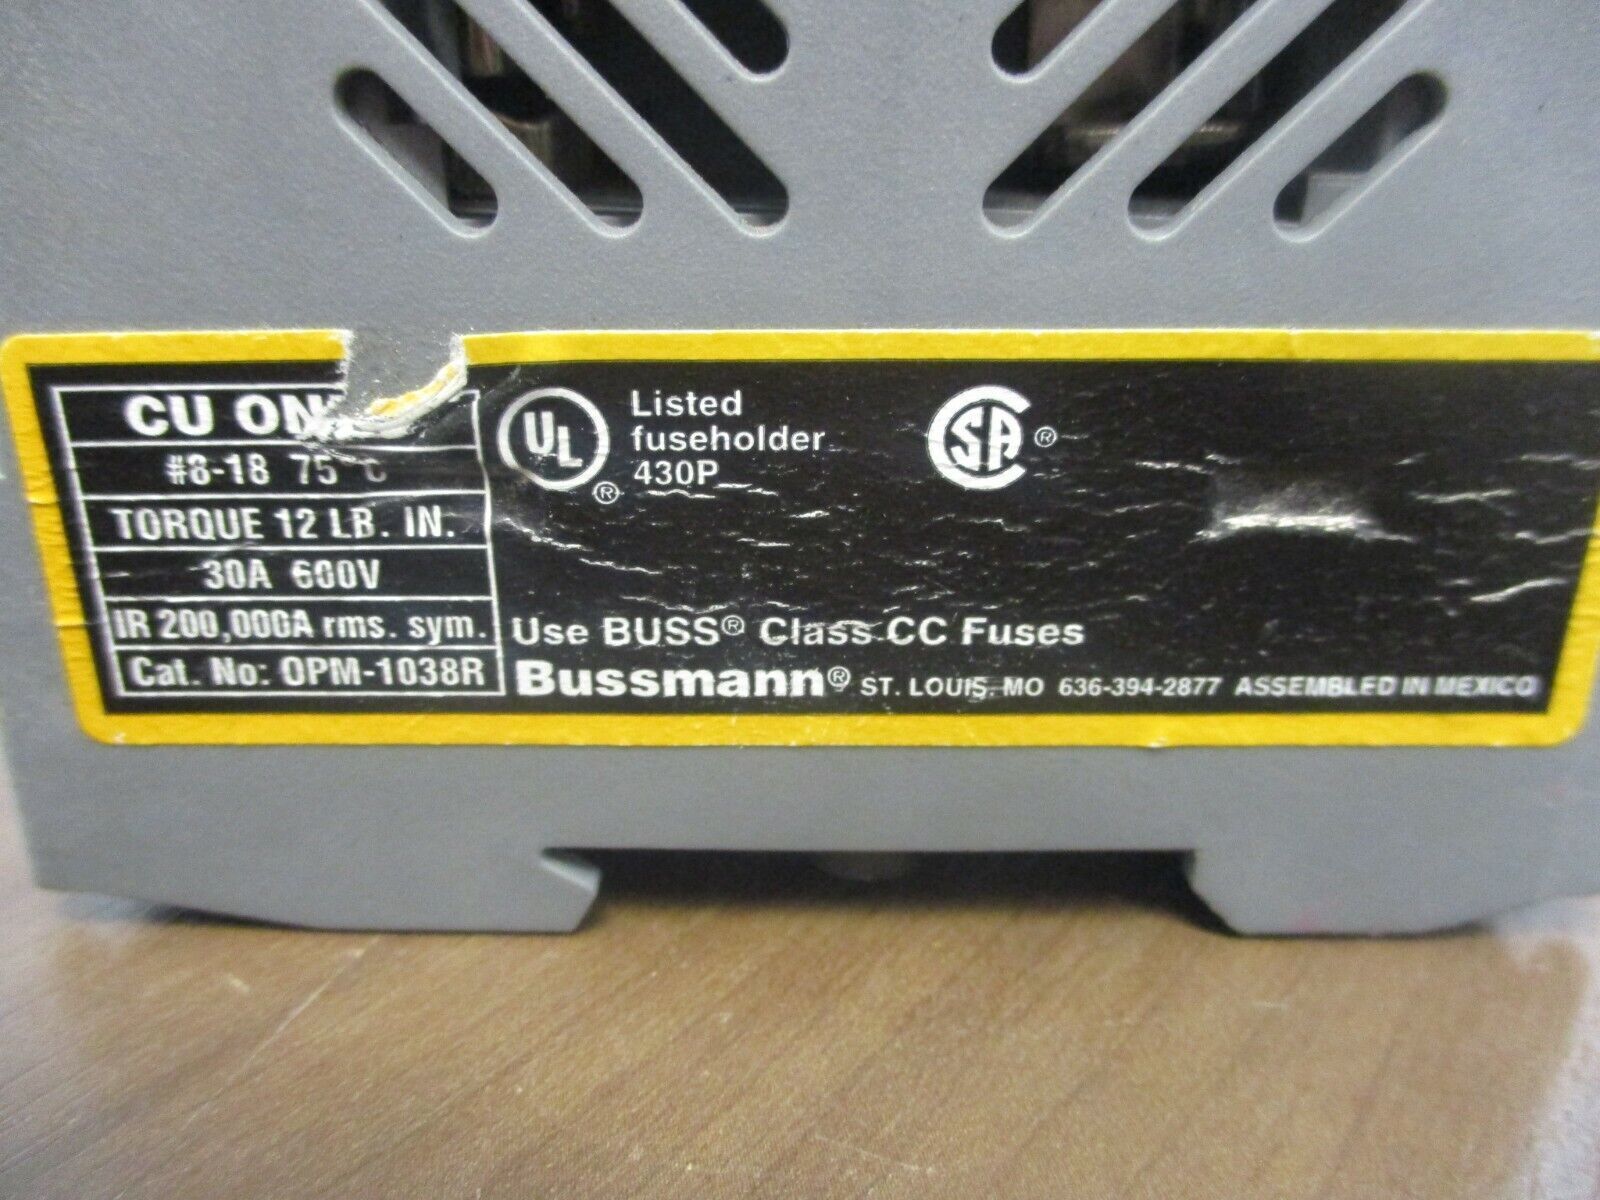 CU ON
#8-18 75°C
TORQUE 12 LB. IN.
30A 600V
IR 200,000A rms. sym.
Cat. No: OPM-1038R
UL ®
Listed
fuseholder
430P
CSA ®
Use BUSS® Class CC Fuses
Bussmann® ST. LOUIS, MO 636-394-2877 ASSEMBLED IN MEXICO